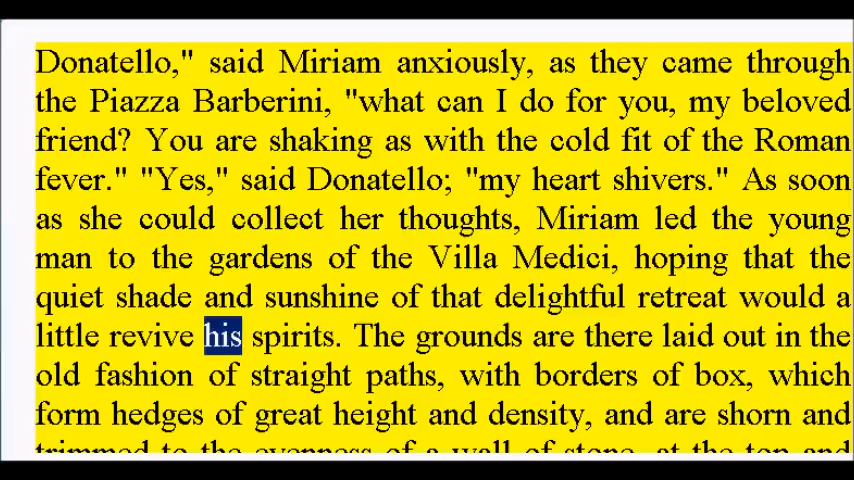 Donatello," said Miriam anxiously, as they came through
the Piazza Barberini, "what can I do for you, my beloved
friend? You are shaking as with the cold fit of the Roman
fever." "Yes," said Donatello; "my heart shivers." As soon
as she could collect her thoughts, Miriam led the young
man to the gardens of the Villa Medici, hoping that the
quiet shade and sunshine of that delightful retreat would a
little revive his spirits. The grounds are there laid out in the
old fashion of straight paths, with borders of box, which
form hedges of great height and density, and are shorn and
trimmed to the evenness of a wall of stone, at the top and